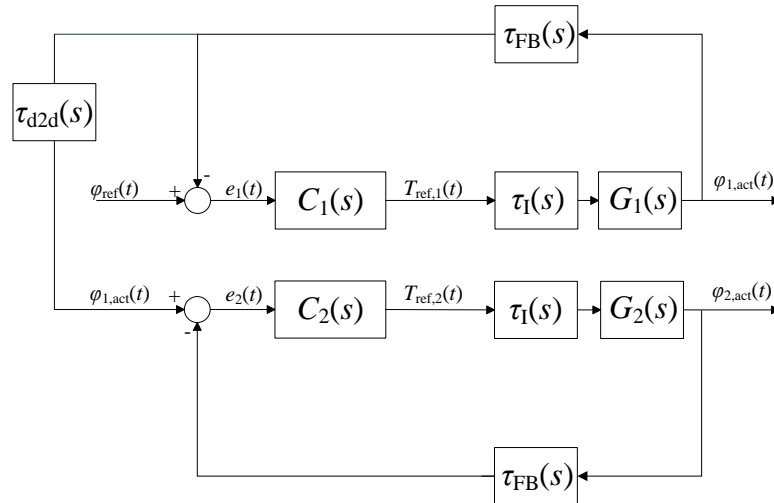 τFB(s)
τd2d(s)
-
φref(t) + e1(t) C1(s) Tref,1(t) τI(s) G1(s) φ1,act(t)
φ1,act(t) + e2(t) C2(s) Tref,2(t) τI(s) G2(s) φ2,act(t)
-
τFB(s)